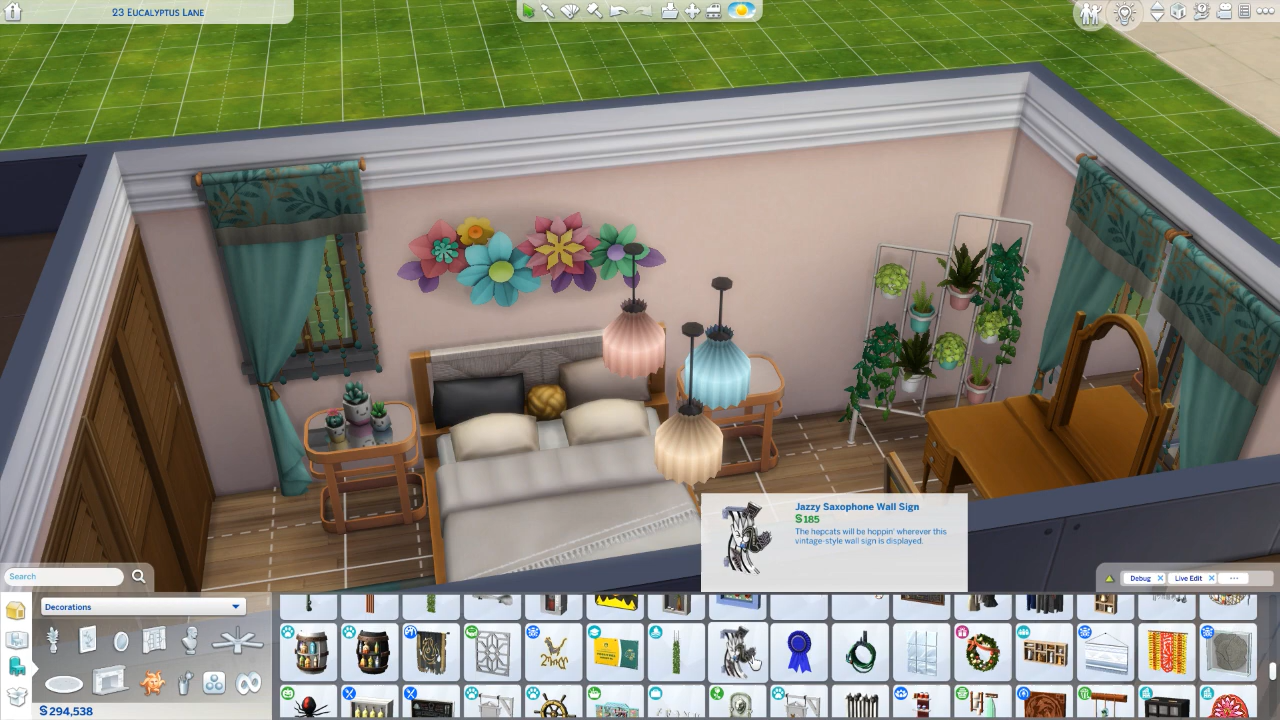 23 EUCALYPTUS LANE
Jazzy Saxophone Wall Sign
§185
The hepcats will be hoppin' wherever this
vintage-style wall sign is displayed.
Search
Debug
Live Edit
Decorations
§294,538